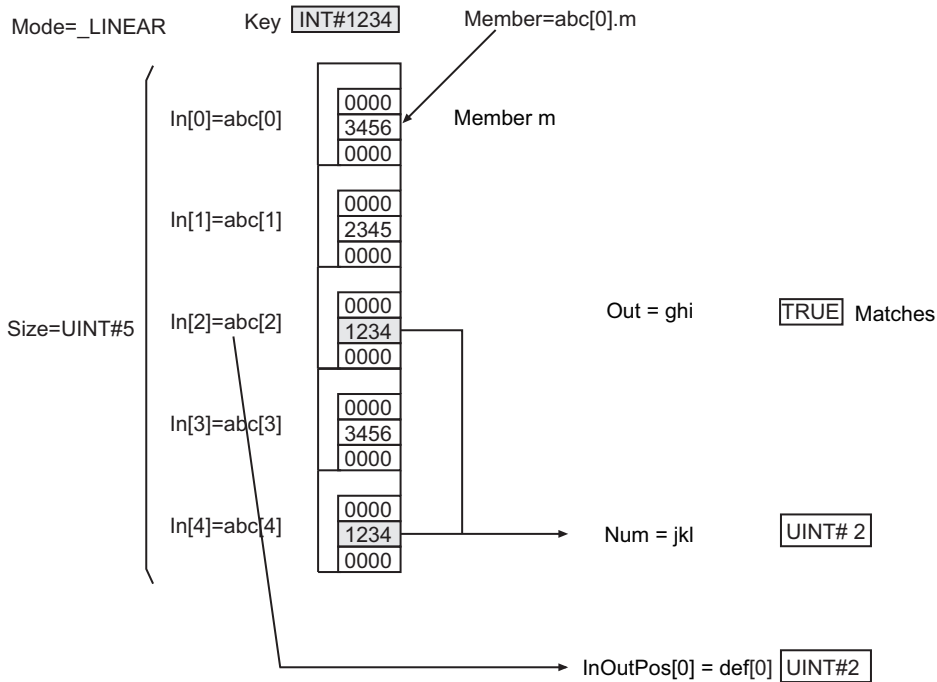 Mode=_LINEAR
Key INT#1234
Member=abc[0].m
In[0]=abc[0]
0000
3456
0000
Member m
In[1]=abc[1]
0000
2345
0000
Size=UINT#5
In[2]=abc[2]
0000
1234
0000
Out = ghi
TRUE Matches
In[3]=abc[3]
0000
3456
0000
In[4]=abc[4]
0000
1234
0000
Num = jkl
UINT# 2
InOutPos[0] = def[0] UINT#2